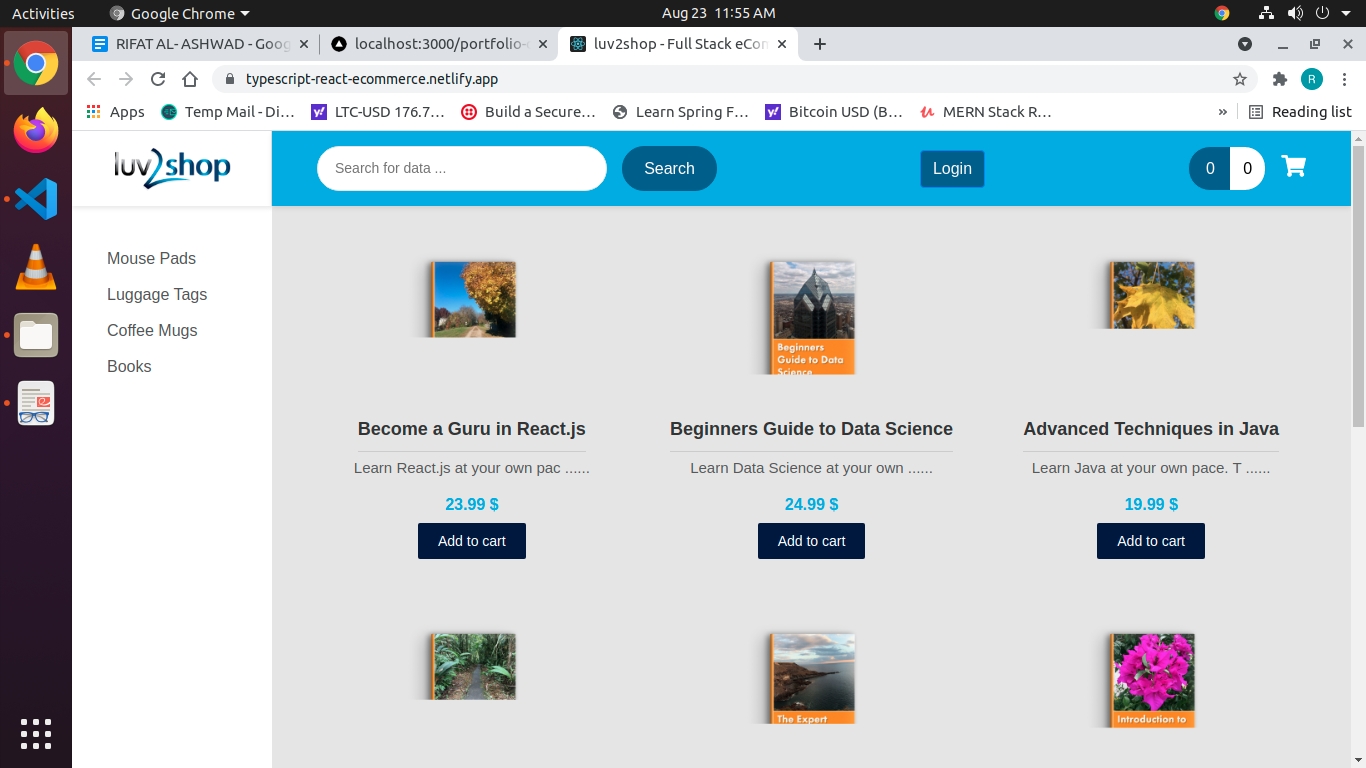 Activities
Google Chrome
Aug 23 11:55 AM
RIFAT AL- ASHWAD - Goog
localhost:3000/portfolio-
luv2shop - Full Stack eCon
typescript-react-ecommerce.netlify.app
R
Apps
Temp Mail - Di...
LTC-USD 176.7...
Build a Secure...
Learn Spring F...
Bitcoin USD (B...
MERN Stack R...
»
Reading list
luv2shop
Search for data ...
Search
Login
0
0
Mouse Pads
Luggage Tags
Coffee Mugs
Books
Beginners
Guide to Data
Science
Become a Guru in React.js
Learn React.js at your own pac ......
23.99 $
Add to cart
Beginners Guide to Data Science
Learn Data Science at your own ......
24.99 $
Add to cart
Advanced Techniques in Java
Learn Java at your own pace. T ......
19.99 $
Add to cart
The Expert
Introduction to